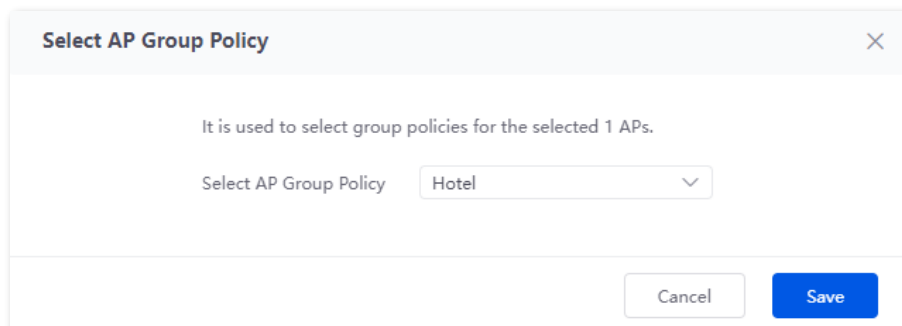 Select AP Group Policy
It is used to select group policies for the selected 1 APs.
Select AP Group Policy Hotel
Cancel Save